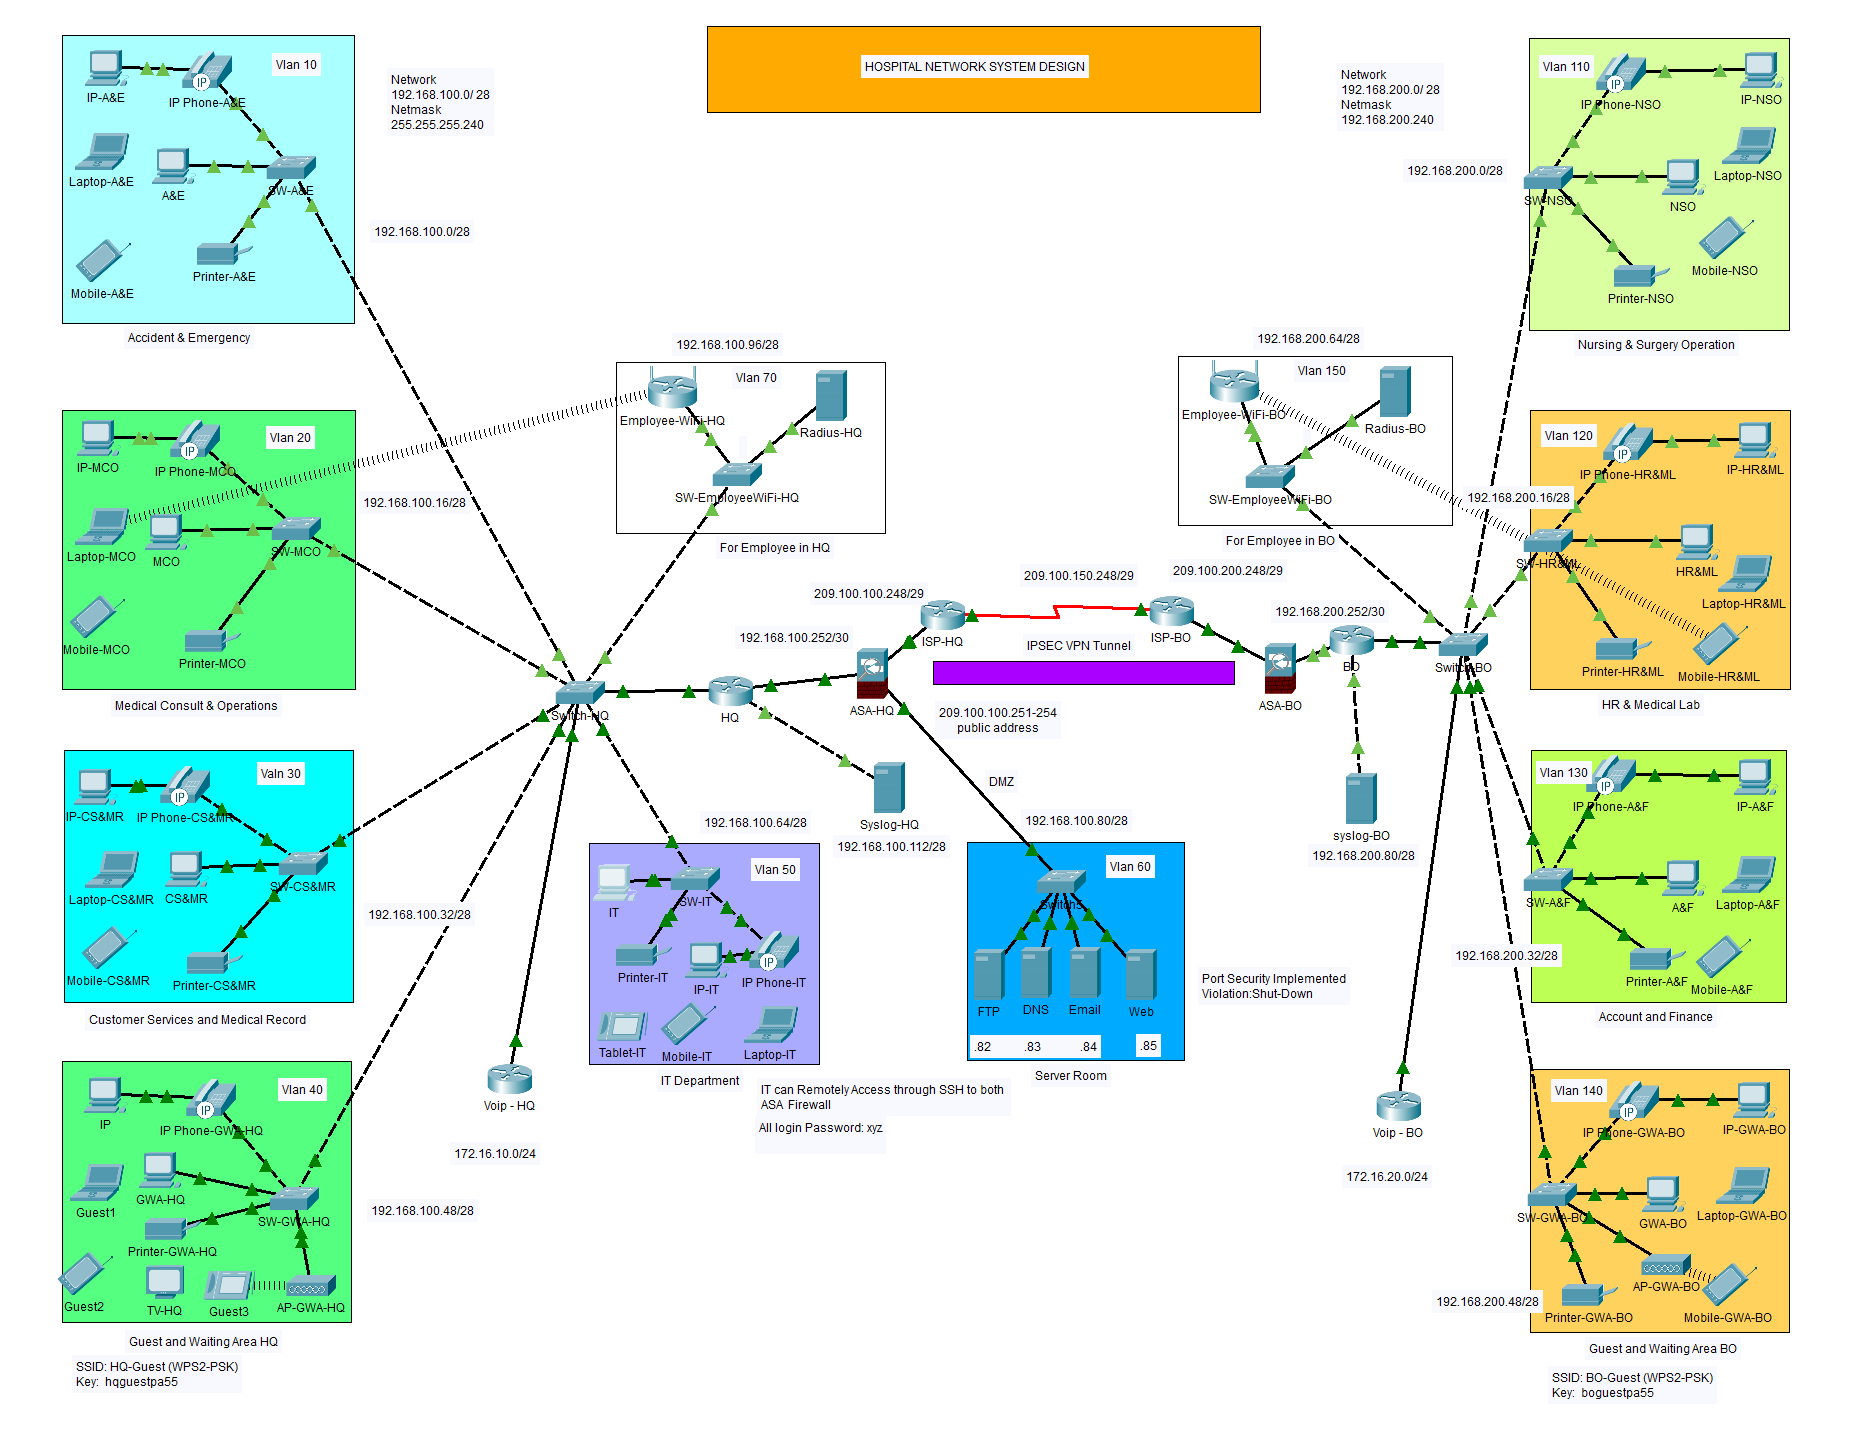 HOSPITAL NETWORK SYSTEM DESIGN
Vlan 10
IP-A&E
IP
IP Phone-A&E
Laptop-A&E
A&E
SW-A&E
Printer-A&E
Mobile-A&E
Accident & Emergency
Network
192.168.100.0/ 28
Netmask
255.255.255.240
192.168.100.0/28
Vlan 20
IP-MCO
IP
IP Phone-MCO
Laptop-MCO
MCO
SW-MCO
Mobile-MCO
Printer-MCO
Medical Consult & Operations
192.168.100.16/28
Valn 30
IP-CS&MR
IP
IP Phone-CS&MR
Laptop-CS&MR
CS&MR
SW-CS&MR
Mobile-CS&MR
Printer-CS&MR
Customer Services and Medical Record
192.168.100.32/28
Vlan 40
IP
IP
IP Phone-GWA-HQ
Guest1
GWA-HQ
SW-GWA-HQ
Printer-GWA-HQ
Guest2
TV-HQ
Guest3
AP-GWA-HQ
Guest and Waiting Area HQ
SSID: HQ-Guest (WPS2-PSK)
Key:  hqguestpa55
192.168.100.48/28
192.168.100.96/28
Vlan 70
Employee-WiFi-HQ
Radius-HQ
SW-EmployeeWiFi-HQ
For Employee in HQ
Switch-HQ
HQ
192.168.100.252/30
ASA-HQ
209.100.100.248/29
ISP-HQ
209.100.150.248/29
ISP-BO
209.100.200.248/29
IPSEC VPN Tunnel
209.100.100.251-254
public address
DMZ
Syslog-HQ
192.168.100.112/28
192.168.100.64/28
Vlan 50
IT
SW-IT
Printer-IT
IP-IT
IP
IP Phone-IT
Tablet-IT
Mobile-IT
Laptop-IT
IT Department
IT can Remotely Access through SSH to both
ASA Firewall
All login Password: xyz
Voip - HQ
172.16.10.0/24
192.168.100.80/28
Vlan 60
Switch5
FTP
DNS
Email
Web
.82
.83
.84
.85
Server Room
Port Security Implemented
Violation:Shut-Down
192.168.200.64/28
Vlan 150
Employee-WiFi-BO
Radius-BO
SW-EmployeeWiFi-BO
For Employee in BO
192.168.200.252/30
ASA-BO
BO
Switch-BO
syslog-BO
192.168.200.80/28
Voip - BO
172.16.20.0/24
Network
192.168.200.0/ 28
Netmask
192.168.200.240
192.168.200.0/28
Vlan 110
IP
IP Phone-NSO
IP-NSO
Laptop-NSO
SW-NSO
NSO
Mobile-NSO
Printer-NSO
Nursing & Surgery Operation
Vlan 120
IP
IP Phone-HR&ML
IP-HR&ML
192.168.200.16/28
SW-HR&ML
HR&ML
Laptop-HR&ML
Printer-HR&ML
Mobile-HR&ML
HR & Medical Lab
Vlan 130
IP
IP Phone-A&F
IP-A&F
SW-A&F
A&F
Laptop-A&F
192.168.200.32/28
Printer-A&F
Mobile-A&F
Account and Finance
Vlan 140
IP
IP Phone-GWA-BO
IP-GWA-BO
SW-GWA-BO
GWA-BO
Laptop-GWA-BO
AP-GWA-BO
192.168.200.48/28
Printer-GWA-BO
Mobile-GWA-BO
Guest and Waiting Area BO
SSID: BO-Guest (WPS2-PSK)
Key:  boguestpa55